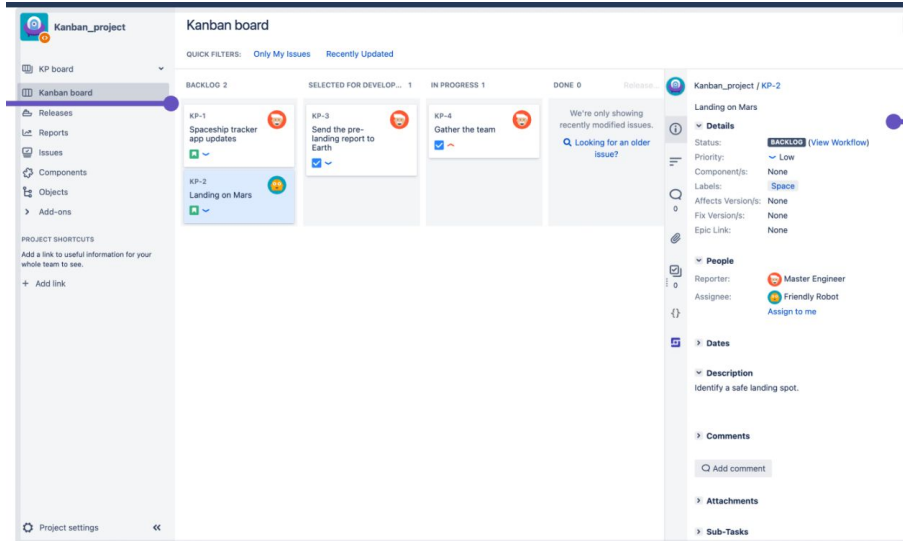 Kanban_project
KP board
Kanban board
Releases
Reports
Issues
Components
Objects
Add-ons
PROJECT SHORTCUTS
Add a link to useful information for your
whole team to see.
+ Add link
Project settings
Kanban board
QUICK FILTERS: Only My Issues Recently Updated
BACKLOG 2
KP-1
Spaceship tracker
app updates
KP-2
Landing on Mars
SELECTED FOR DEVELOP... 1
KP-3
Send the pre-
landing report to
Earth
IN PROGRESS 1
KP-4
Gather the team
DONE 0 Release...
We're only showing
recently modified issues.
Looking for an older
issue?
0
0
{}
Kanban_project / KP-2
Landing on Mars
Details
Status: BACKLOG (View Workflow)
Priority: Low
Component/s: None
Labels: Space
Affects Version/s: None
Fix Version/s: None
Epic Link: None
People
Reporter: Master Engineer
Assignee: Friendly Robot
Assign to me
Dates
Description
Identify a safe landing spot.
Comments
Add comment
Attachments
Sub-Tasks